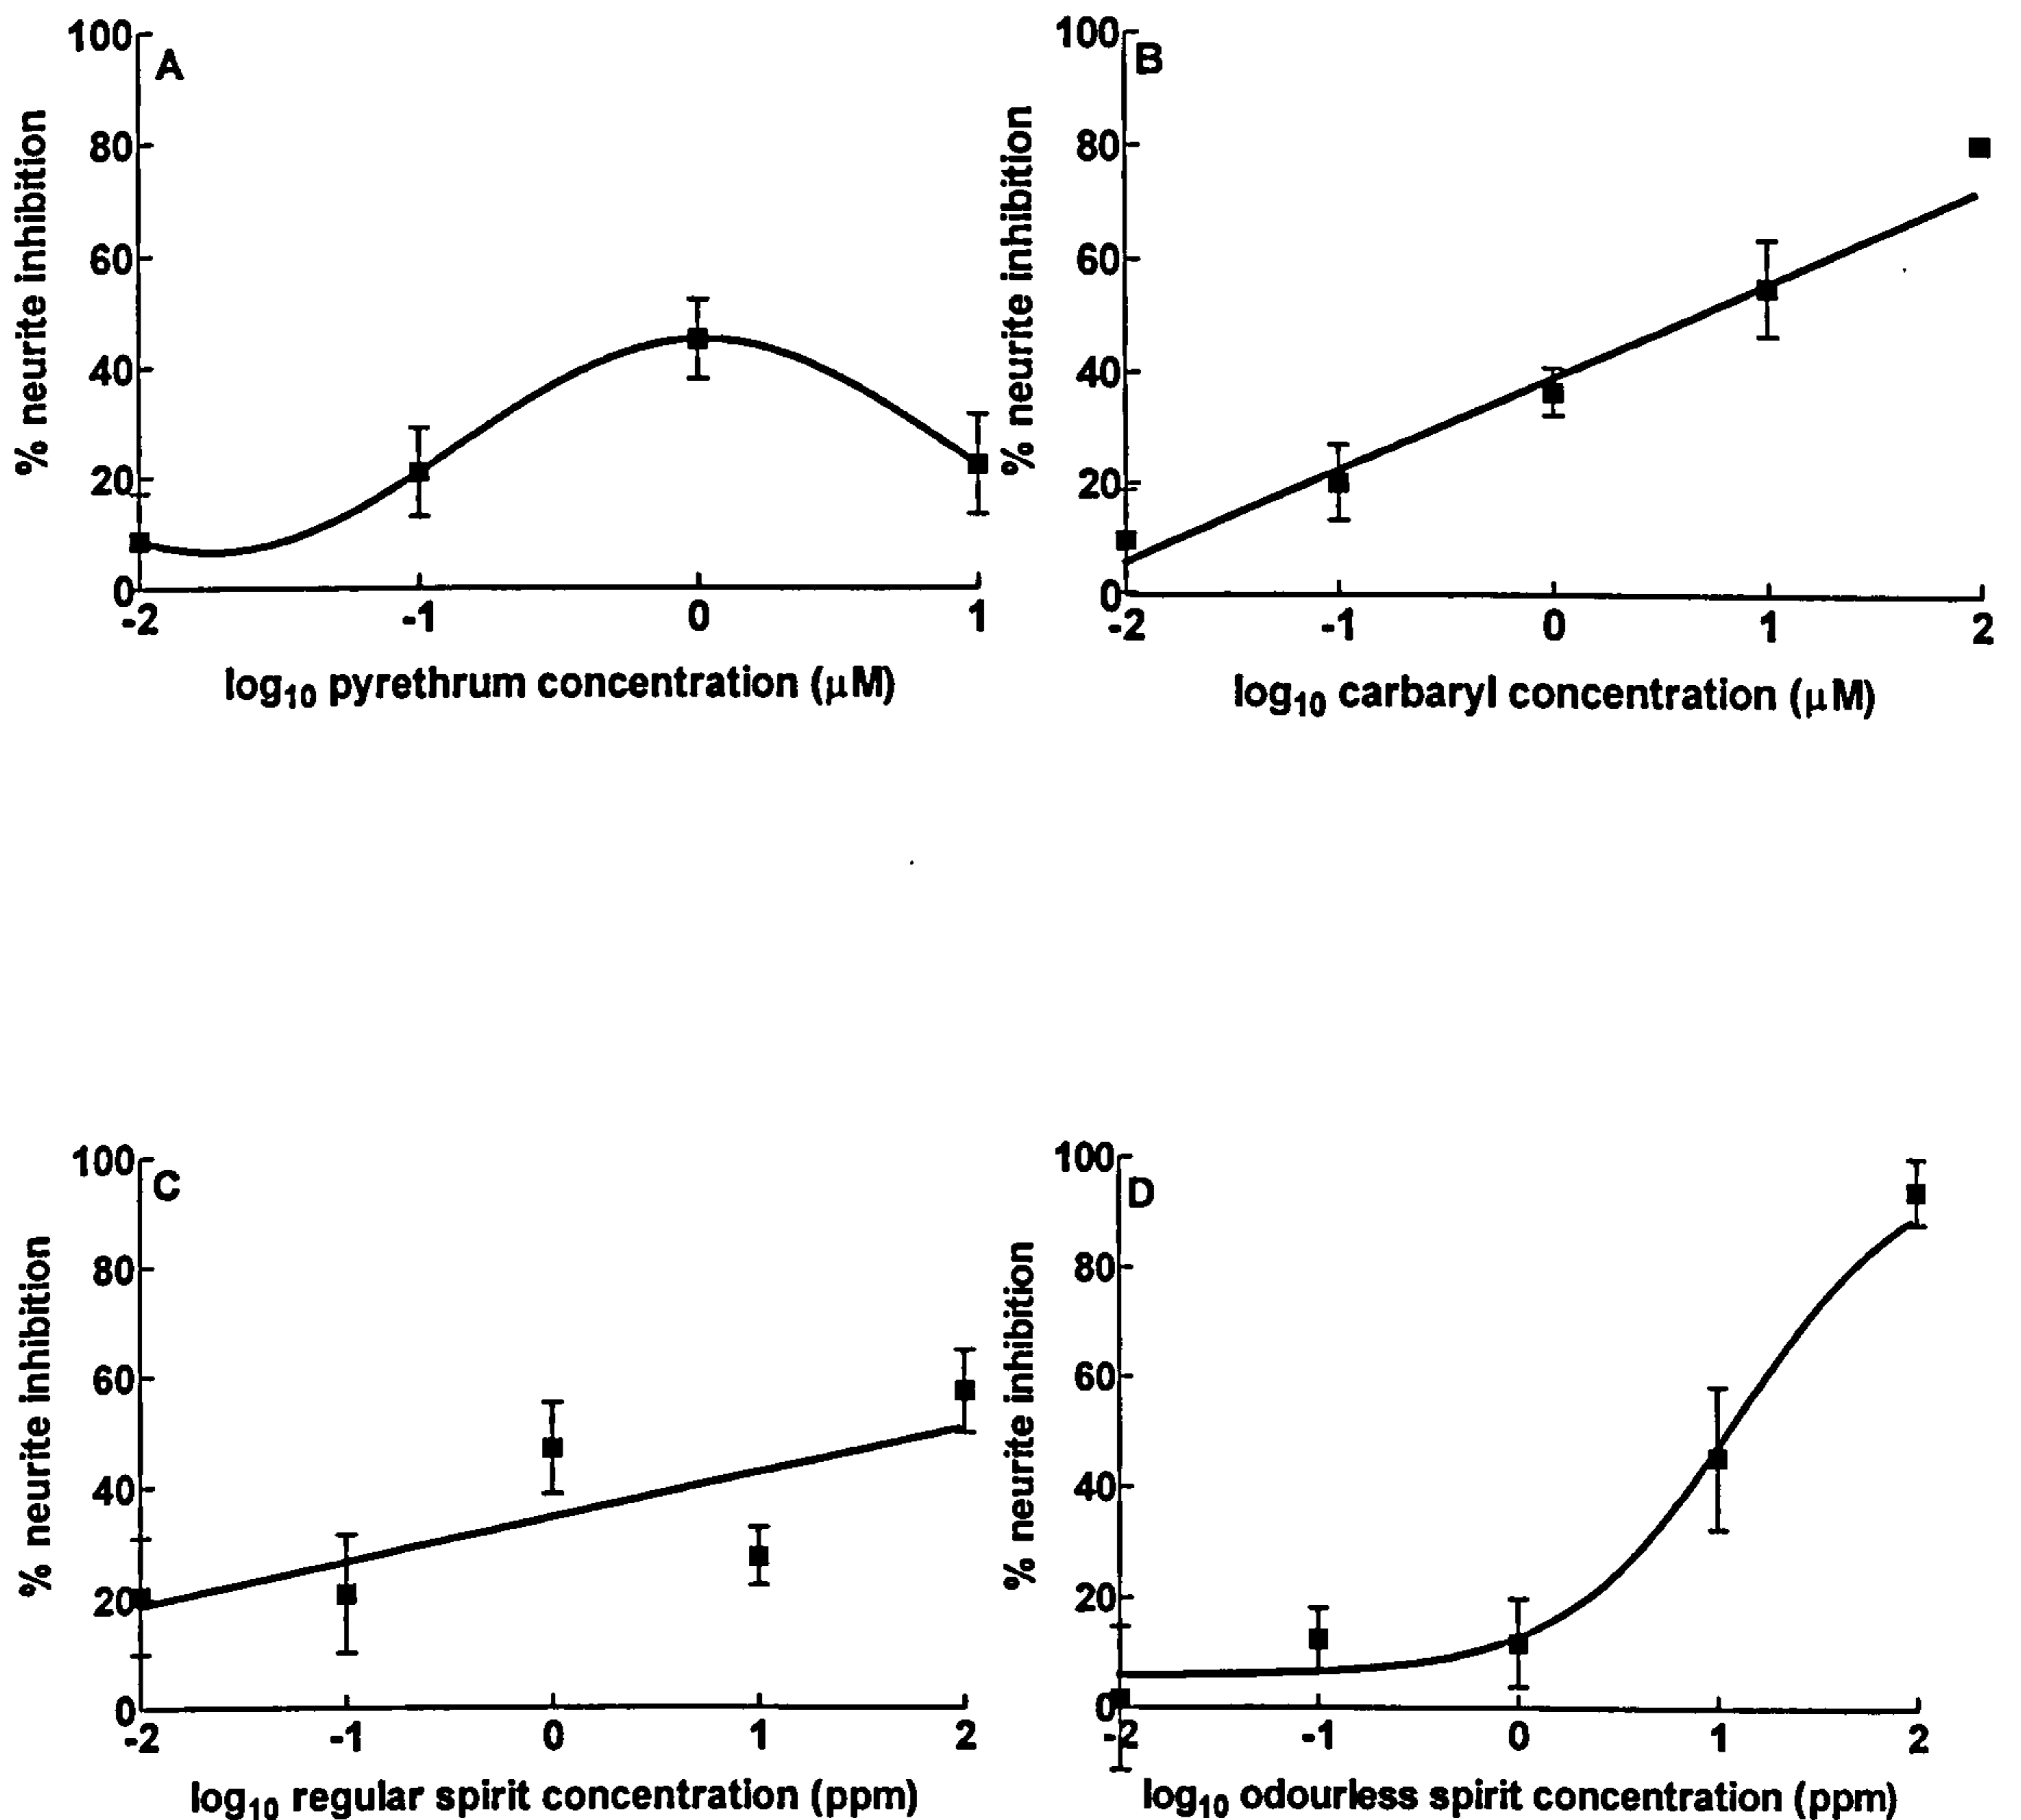 A
% neurite inhibition
100
80
60
40
20
0
-2 -1 0 1
log10 pyrethrum concentration (μM)
B
% neurite inhibition
100
80
60
40
20
0
-2 -1 0 1 2
log10 carbaryl concentration (μM)
C
% neurite inhibition
100
80
60
40
20
0
-2 -1 0 1 2
log10 regular spirit concentration (ppm)
D
% neurite inhibition
100
80
60
40
20
0
-2 -1 0 1 2
log10 odourless spirit concentration (ppm)